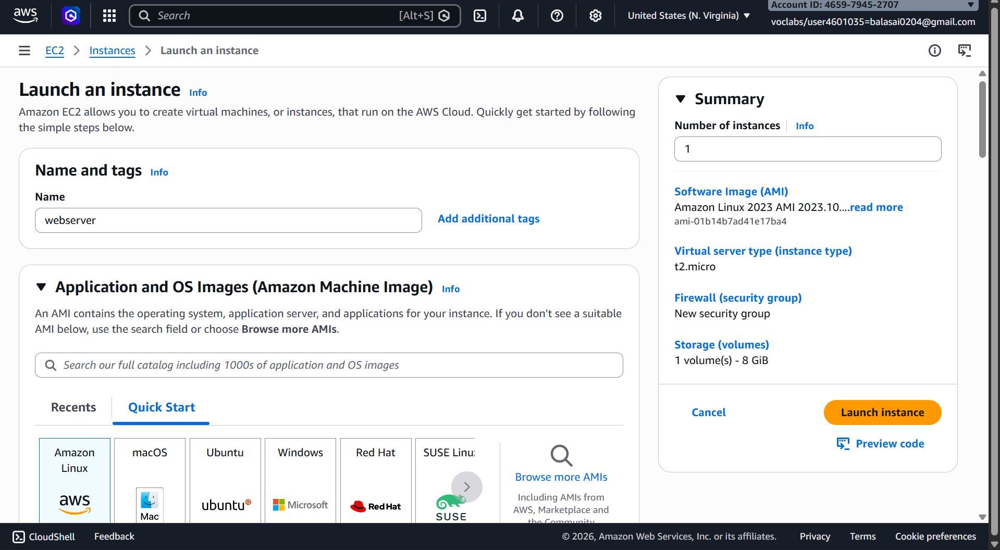 aws
Search
[Alt+S]
United States (N. Virginia)
Account ID: 4659-7945-2707
voclabs/user4601035=balasai0204@gmail.com
EC2
Instances
Launch an instance
Launch an instance
Info
Amazon EC2 allows you to create virtual machines, or instances, that run on the AWS Cloud. Quickly get started by following
the simple steps below.
Name and tags
Info
Name
webserver
Add additional tags
Application and OS Images (Amazon Machine Image)
Info
An AMI contains the operating system, application server, and applications for your instance. If you don't see a suitable
AMI below, use the search field or choose Browse more AMIs.
Search our full catalog including 1000s of application and OS images
Recents
Quick Start
Amazon
Linux
aws
macOS
Mac
Ubuntu
ubuntu
Windows
Microsoft
Red Hat
Red Hat
SUSE Linu
SUSE
Browse more AMIs
Including AMIs from
AWS, Marketplace and
the Community
Summary
Number of instances
Info
1
Software Image (AMI)
Amazon Linux 2023 AMI 2023.10....read more
ami-01b14b7ad41e17ba4
Virtual server type (instance type)
t2.micro
Firewall (security group)
New security group
Storage (volumes)
1 volume(s) - 8 GiB
Cancel
Launch instance
Preview code
CloudShell
Feedback
© 2026, Amazon Web Services, Inc. or its affiliates.
Privacy
Terms
Cookie preferences